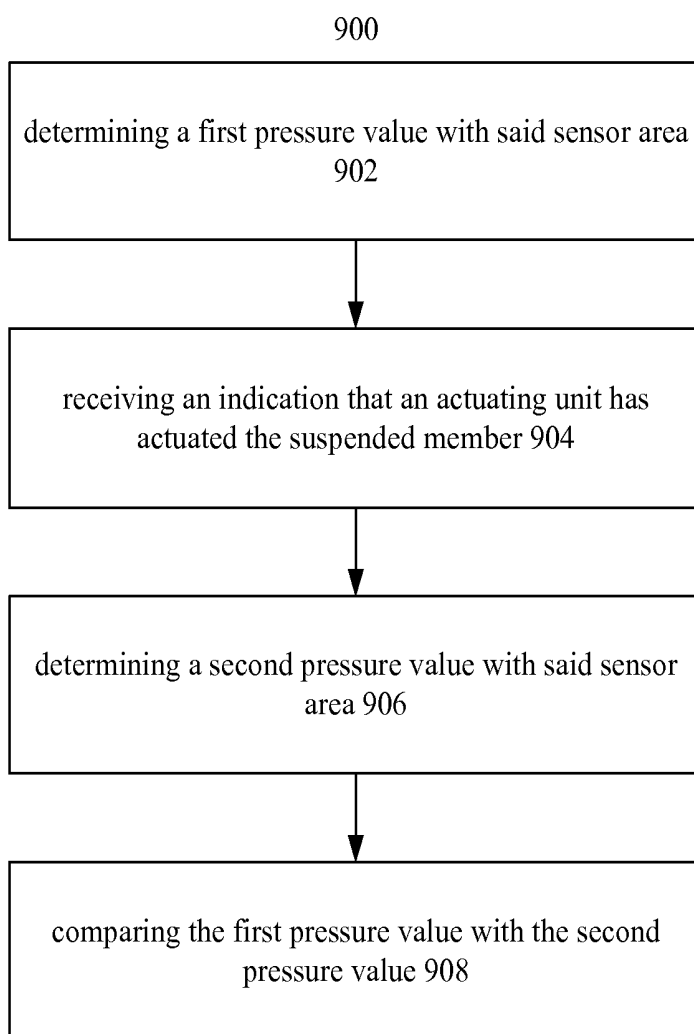 900
determining a first pressure value with said sensor area
902
receiving an indication that an actuating unit has
actuated the suspended member 904
determining a second pressure value with said sensor
area 906
comparing the first pressure value with the second
pressure value 908